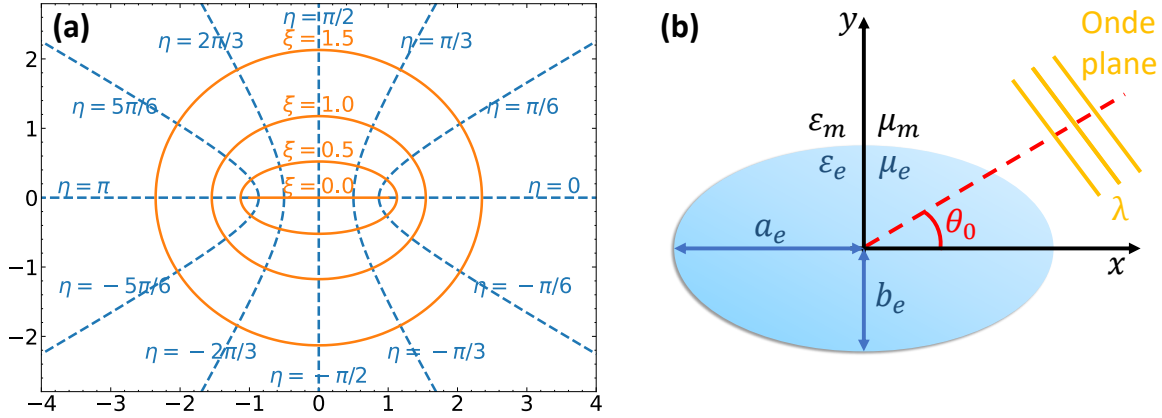 (a)
η = π/2
η = 2π/3
η = π/3
ξ = 1.5
η = 5π/6
ξ = 1.0
η = π/6
ξ = 0.5
η = π
ξ = 0.0
η = 0
η = −5π/6
η = −π/6
η = −2π/3
η = −π/3
η = −π/2
2
1
0
−1
−2
−4
−3
−2
−1
0
1
2
3
4
(b)
y
Onde
plane
ε_m
μ_m
ε_e
μ_e
λ
θ_0
a_e
x
b_e